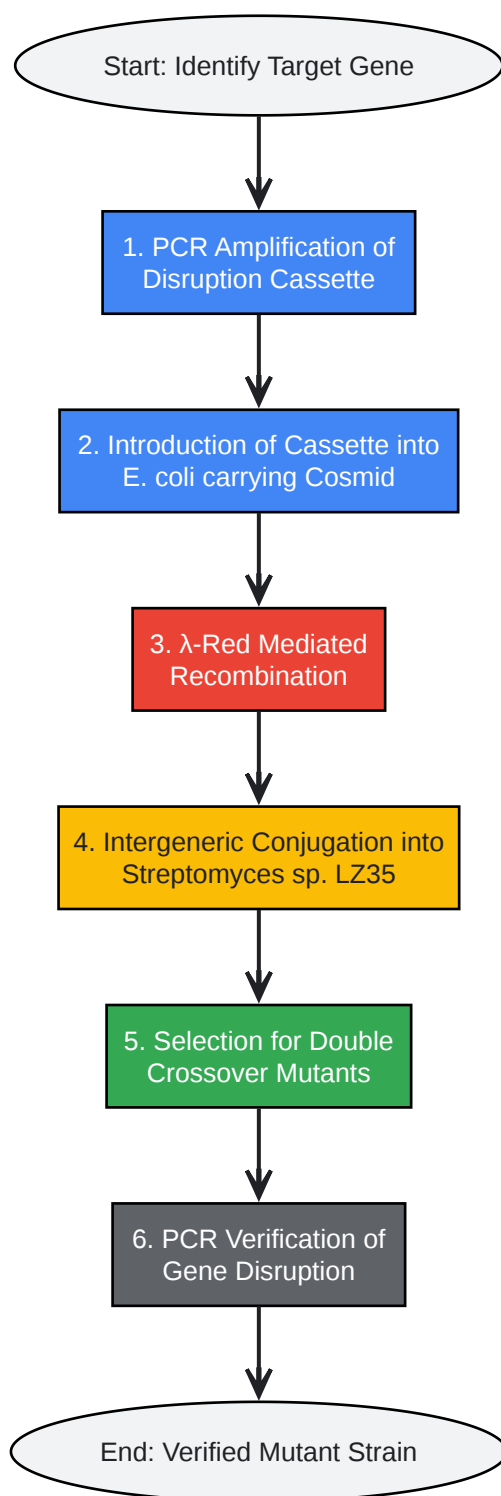 Start: Identify Target Gene
1. PCR Amplification of
Disruption Cassette
2. Introduction of Cassette into
E. coli carrying Cosmid
3. λ-Red Mediated
Recombination
4. Intergeneric Conjugation into
Streptomyces sp. LZ35
5. Selection for Double
Crossover Mutants
6. PCR Verification of
Gene Disruption
End: Verified Mutant Strain